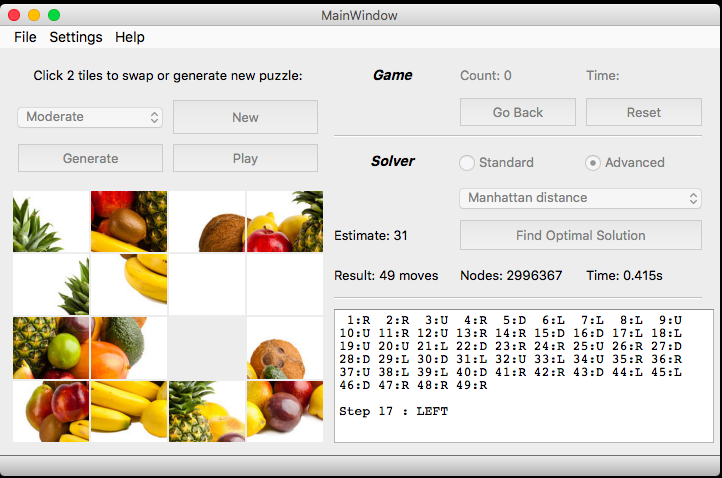 MainWindow
File Settings Help
Click 2 tiles to swap or generate new puzzle:
Moderate
New
Generate
Play
Game
Count: 0
Time:
Go Back
Reset
Solver
Standard
Advanced
Manhattan distance
Estimate: 31
Find Optimal Solution
Result: 49 moves
Nodes: 2996367
Time: 0.415s
1:R 2:R 3:U 4:R 5:D 6:L 7:L 8:L 9:U
10:U 11:R 12:U 13:R 14:R 15:D 16:D 17:L 18:L
19:U 20:U 21:L 22:D 23:R 24:R 25:U 26:R 27:D
28:D 29:L 30:D 31:L 32:U 33:L 34:U 35:R 36:R
37:U 38:L 39:L 40:D 41:R 42:R 43:D 44:L 45:L
46:D 47:R 48:R 49:R
Step 17 : LEFT